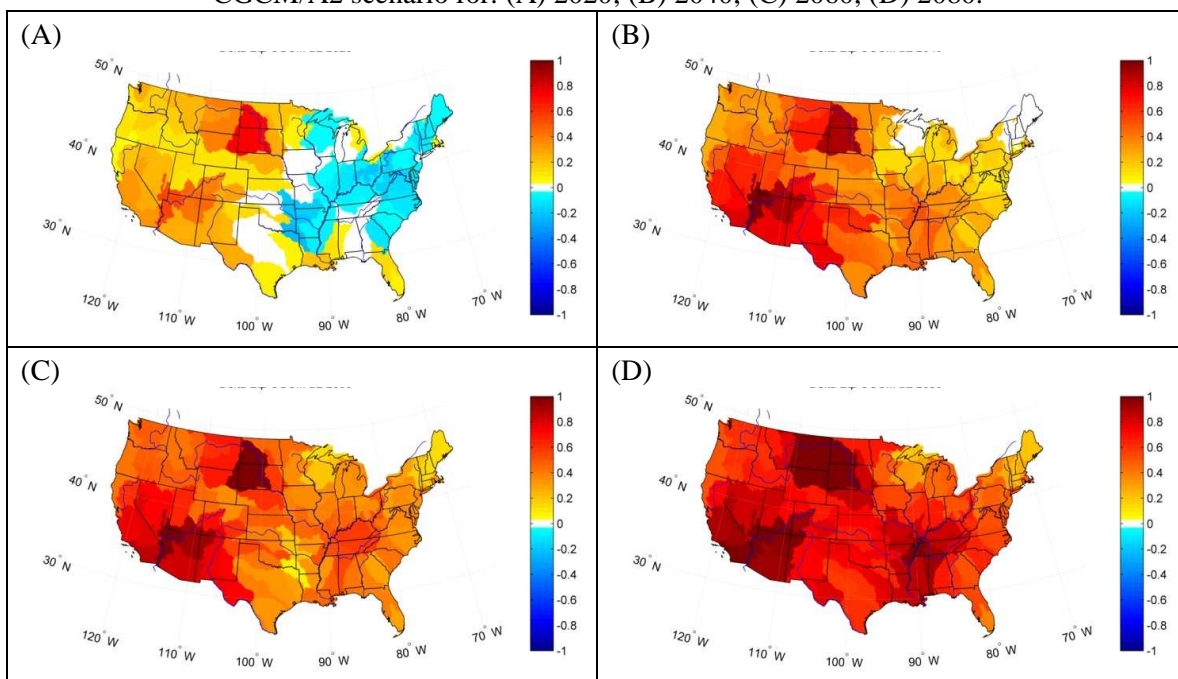 CGCM/A2 scenario for: (A) 2020; (B) 2040; (C) 2060; (D) 2080.
(A)
50° N
40° N
30° N
120° W
110° W
100° W
90° W
80° W
70° W
1
0.8
0.6
0.4
0.2
0
-0.2
-0.4
-0.6
-0.8
-1
(B)
50° N
40° N
30° N
120° W
110° W
100° W
90° W
80° W
70° W
1
0.8
0.6
0.4
0.2
0
-0.2
-0.4
-0.6
-0.8
-1
(C)
50° N
40° N
30° N
120° W
110° W
100° W
90° W
80° W
70° W
1
0.8
0.6
0.4
0.2
0
-0.2
-0.4
-0.6
-0.8
-1
(D)
50° N
40° N
30° N
120° W
110° W
100° W
90° W
80° W
70° W
1
0.8
0.6
0.4
0.2
0
-0.2
-0.4
-0.6
-0.8
-1